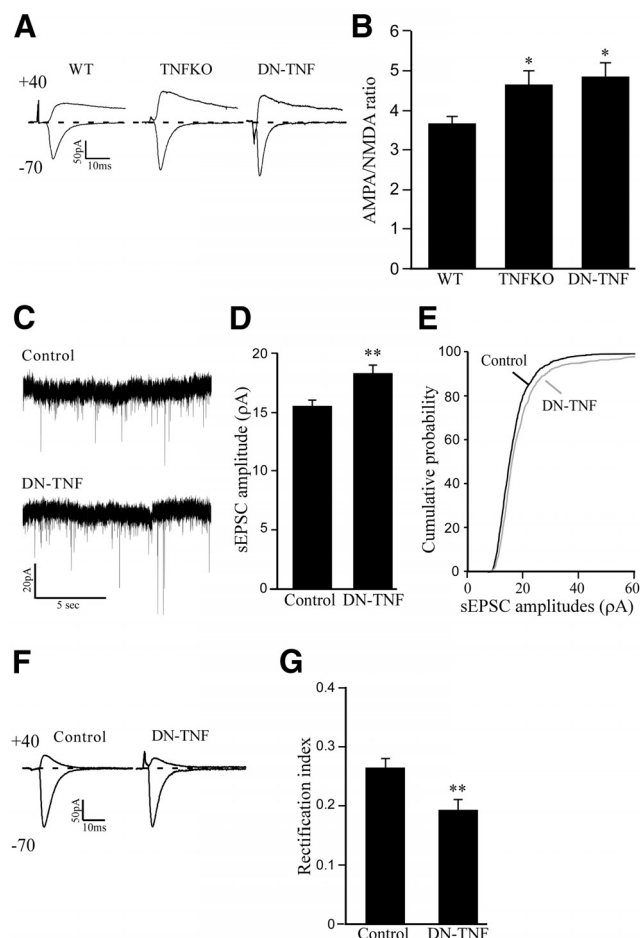 A
WT
TNFKO
DN-TNF
+40
-70
50pA
10ms
B
AMPA/NMDA ratio
6
5
4
3
2
1
0
*
*
WT
TNFKO
DN-TNF
C
Control
DN-TNF
20pA
5 sec
D
sEPSC amplitude (ρA)
20
15
10
5
0
**
Control
DN-TNF
E
Cumulative probability
100
80
60
40
20
0
Control
DN-TNF
0
20
40
60
sEPSC amplitudes (ρA)
F
+40
Control
DN-TNF
-70
50pA
10ms
G
Rectification index
0.4
0.3
0.2
0.1
0
**
Control
DN-TNF